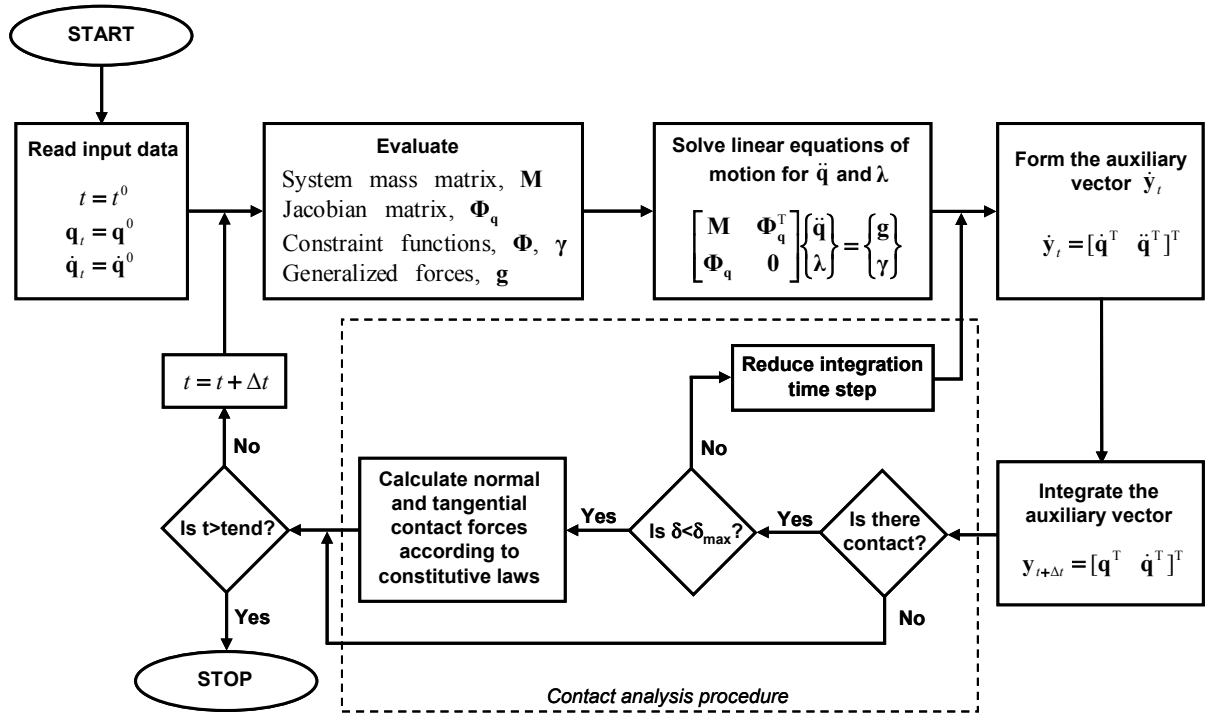 START
Read input data
t = t⁰
q_t = q⁰
q̇_t = q̇⁰
Evaluate
System mass matrix, M
Jacobian matrix, Φ_q
Constraint functions, Φ, γ
Generalized forces, g
Solve linear equations of
motion for q̈ and λ
[M Φ_q^T; Φ_q 0]{q̈; λ} = {g; γ}
Form the auxiliary
vector ẏ_t
ẏ_t = [q̇^T q̈^T]^T
t = t + Δt
Reduce integration
time step
No
No
Calculate normal
and tangential
contact forces
according to
constitutive laws
Is t>tend?
Yes
Is δ<δ_max?
Yes
Is there
contact?
Integrate the
auxiliary vector
y_{t+Δt} = [q^T q̇^T]^T
Yes
No
STOP
Contact analysis procedure